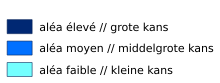 aléa élevé // grote kans
aléa moyen // middelgrote kans
aléa faible // kleine kans